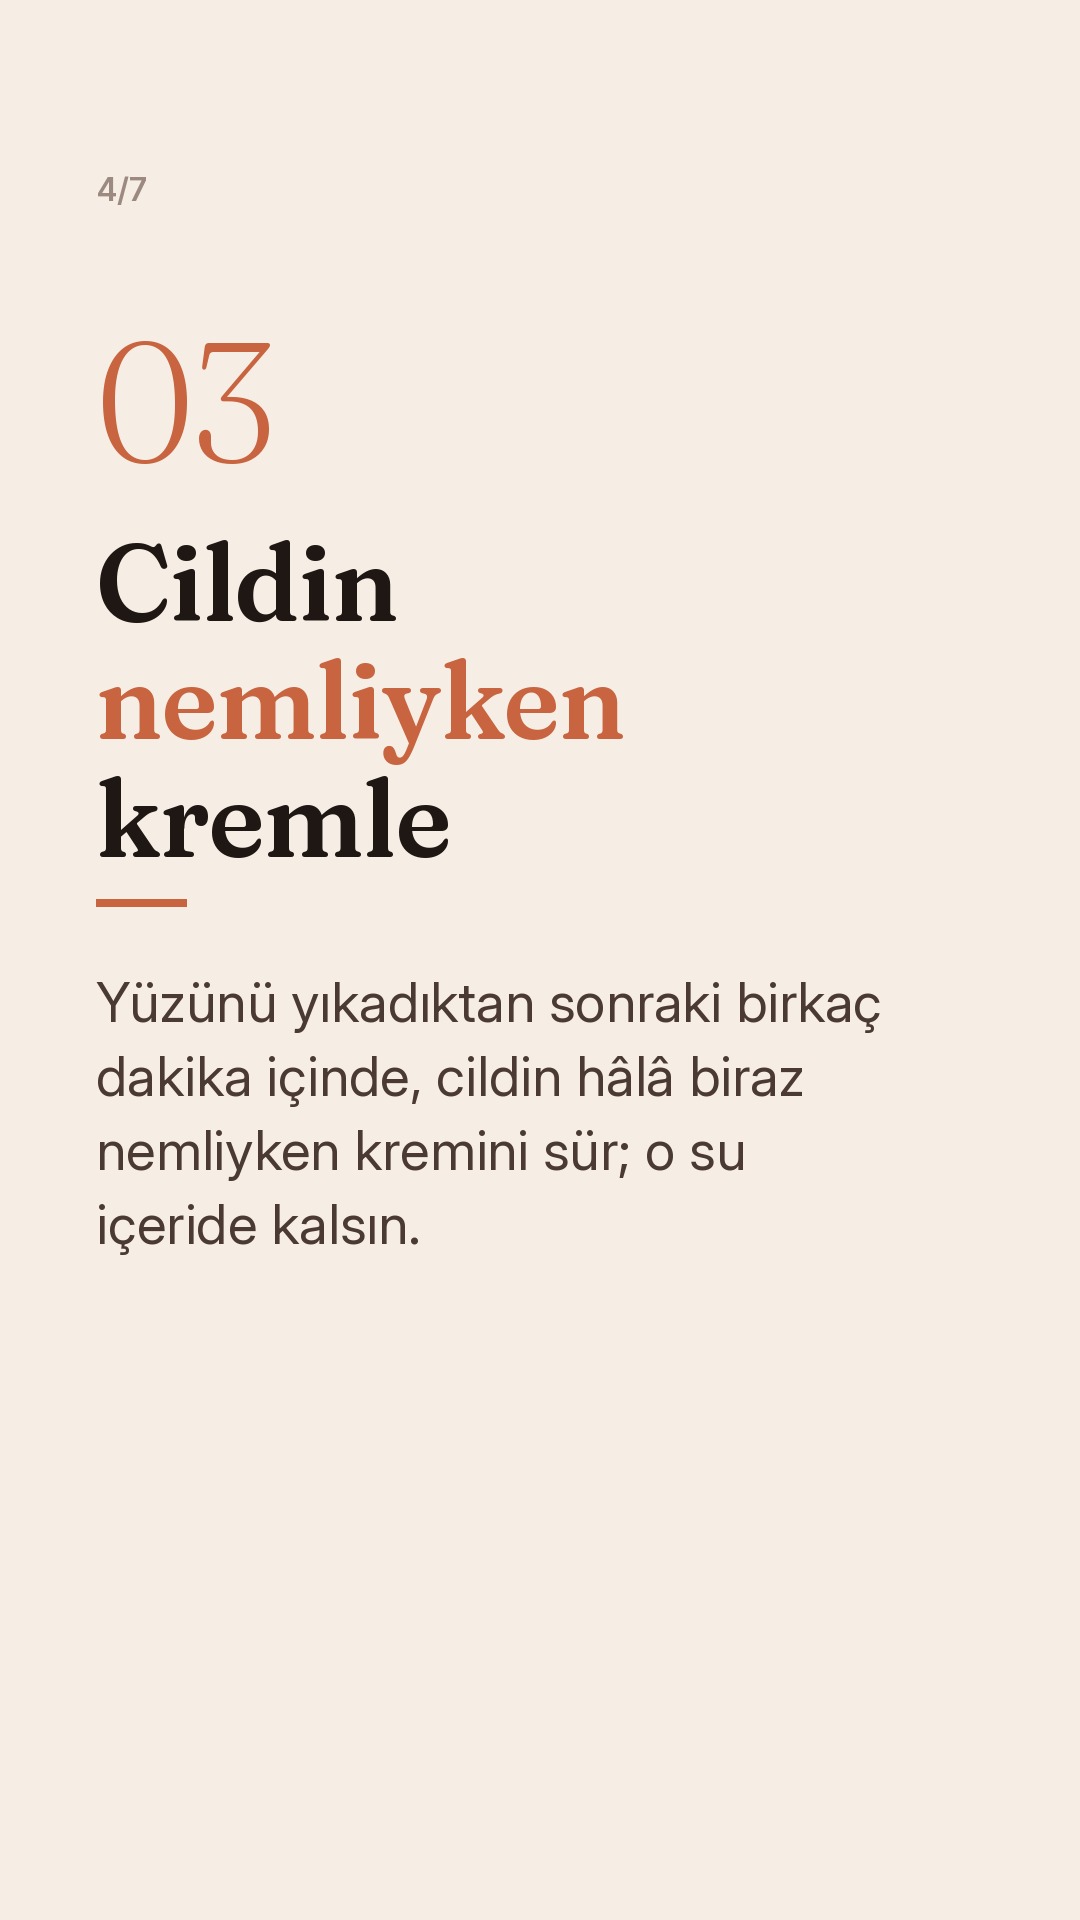 4/7
03
Cildin
nemliyken
kremle
Yüzünü yıkadıktan sonraki birkaç
dakika içinde, cildin hâlâ biraz
nemliyken kremini sür; o su
içeride kalsın.